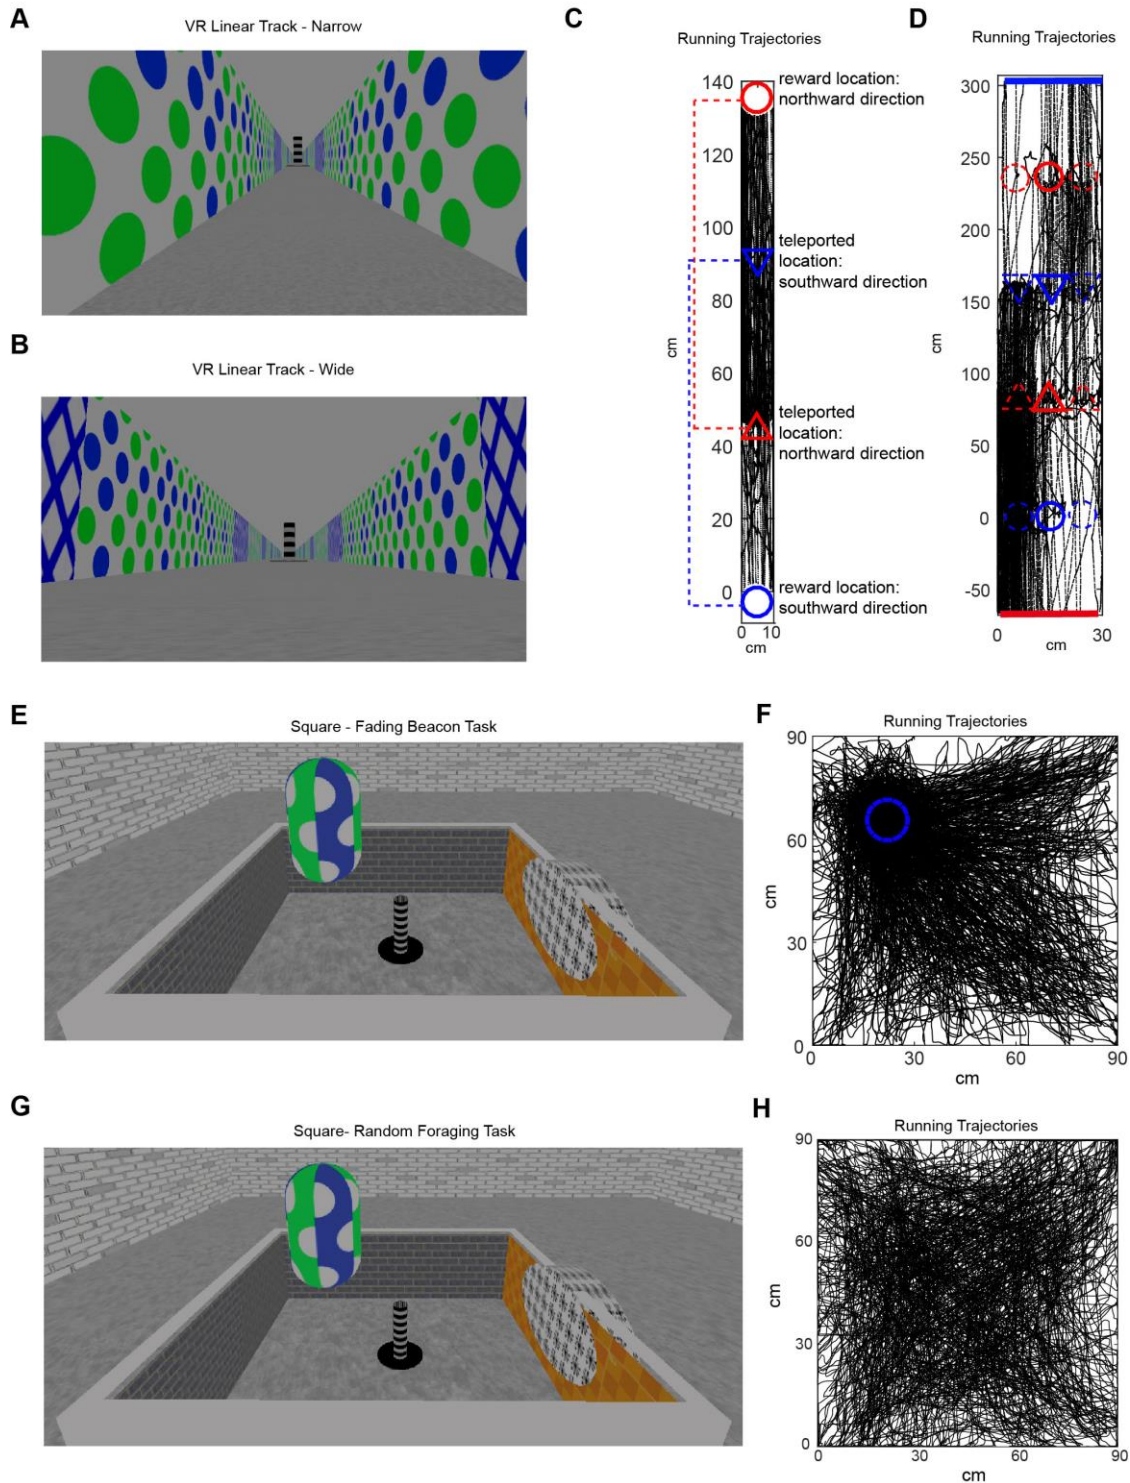 A
VR Linear Track - Narrow
B
VR Linear Track - Wide
C
Running Trajectories
140
120
100
80
60
40
20
0
cm
0 10
cm
reward location:
northward direction
teleported
location:
southward direction
teleported
location:
northward direction
reward location:
southward direction
D
Running Trajectories
300
250
200
150
100
50
0
-50
cm
0 30
cm
E
Square - Fading Beacon Task
F
Running Trajectories
90
60
30
0
cm
0 30 60 90
cm
G
Square- Random Foraging Task
H
Running Trajectories
90
60
30
0
cm
0 30 60 90
cm